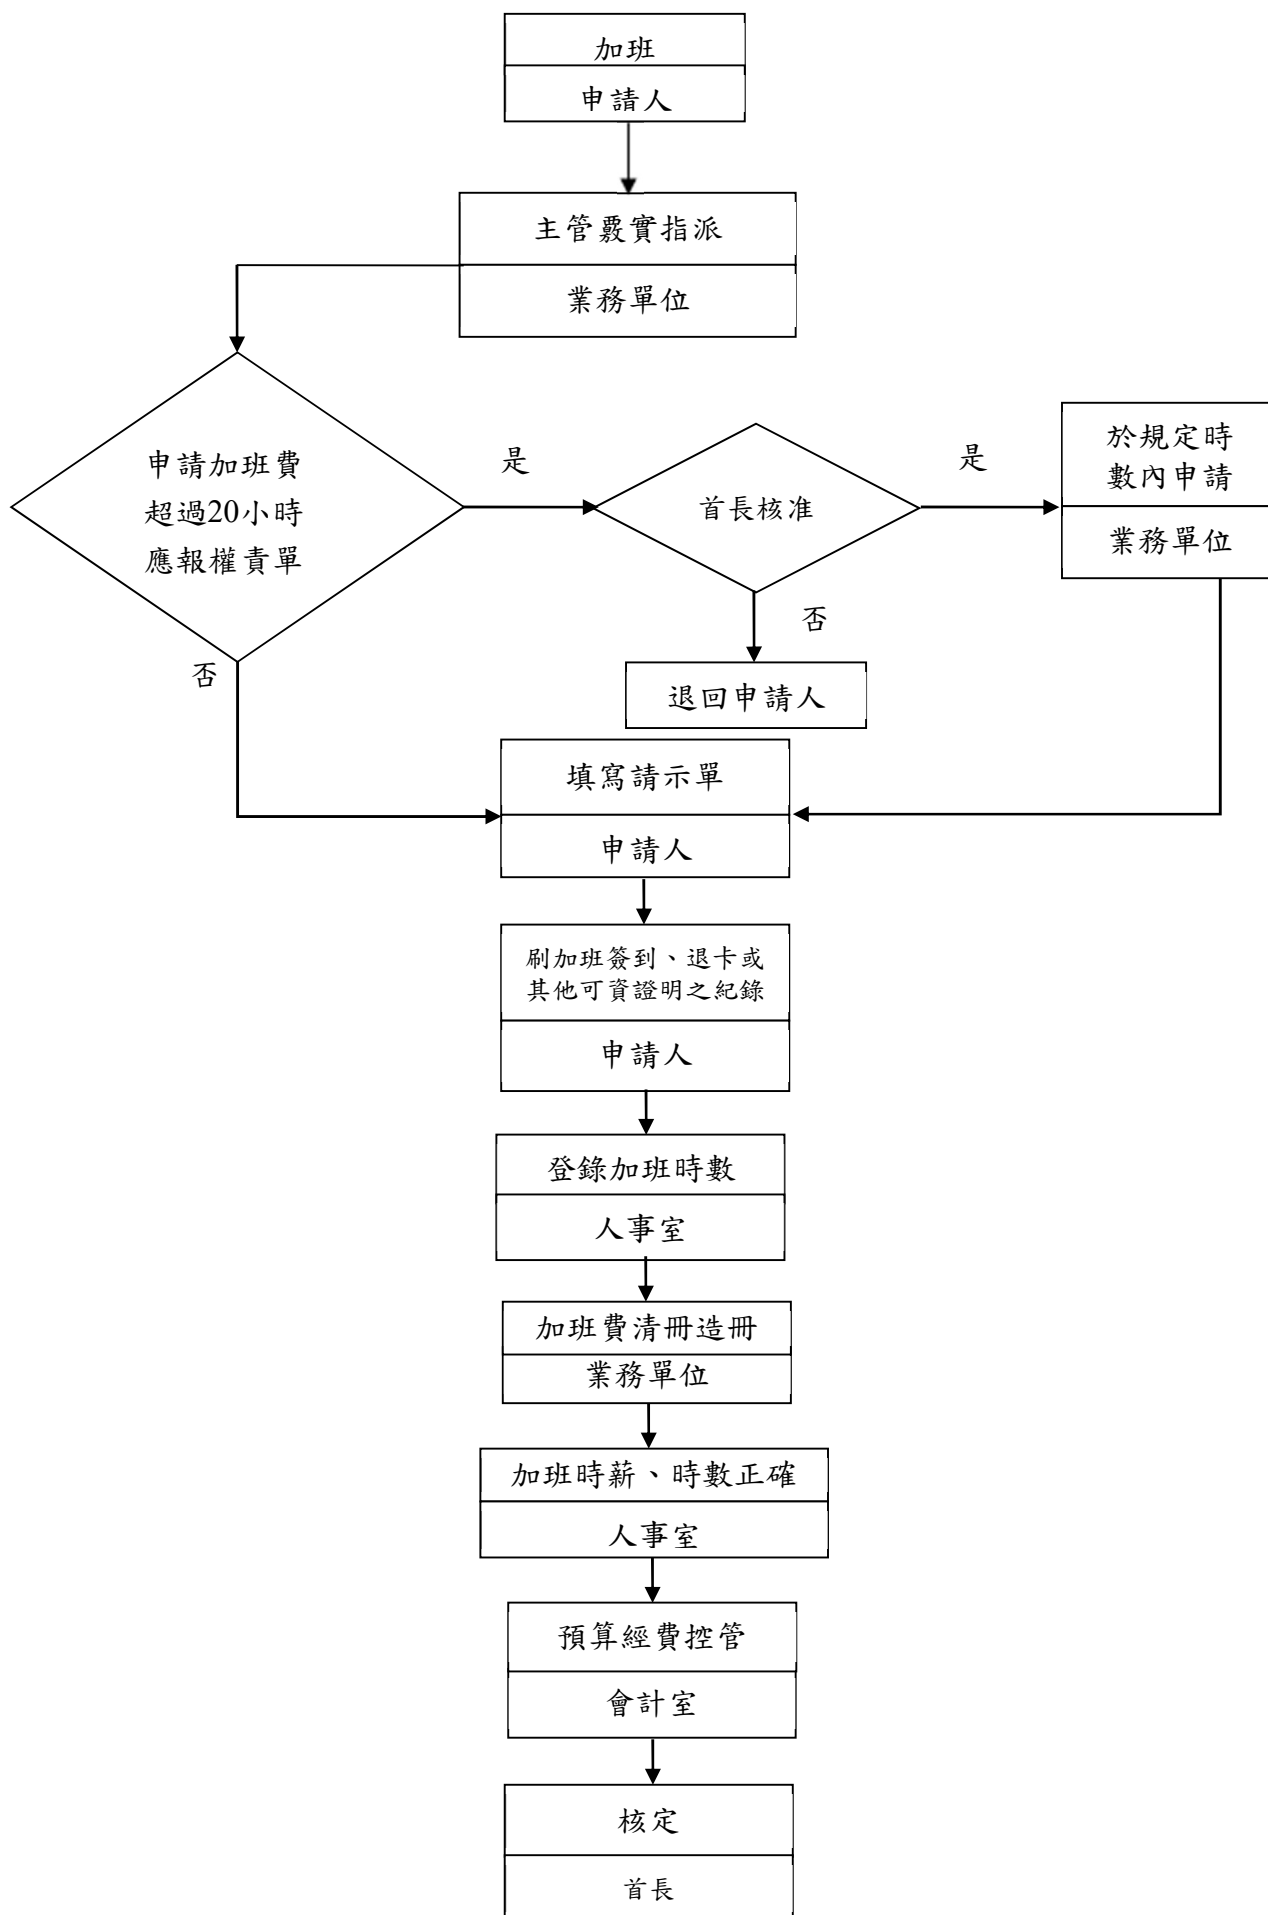 加班
申請人
主管覈實指派
業務單位
申請加班費
超過20小時
應報權責單
是
首長核准
是
於規定時
數內申請
業務單位
否
退回申請人
否
填寫請示單
申請人
刷加班簽到、退卡或
其他可資證明之紀錄
申請人
登錄加班時數
人事室
加班費清冊造冊
業務單位
加班時薪、時數正確
人事室
預算經費控管
會計室
核定
首長